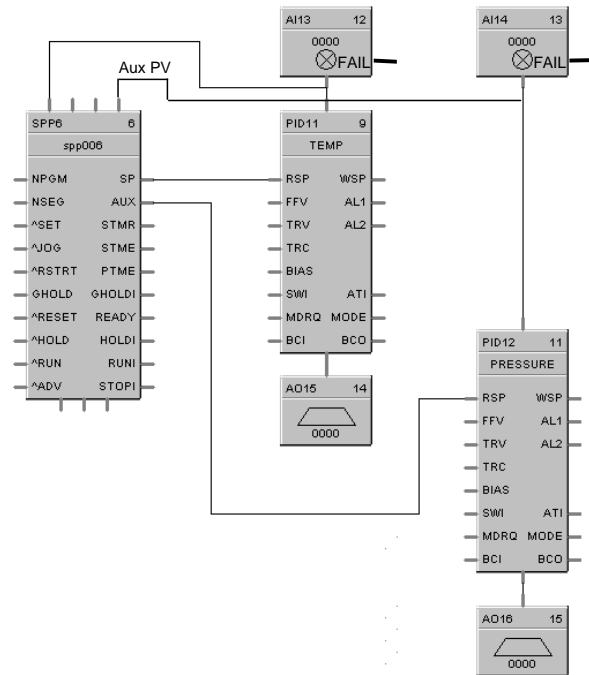 AI13 12
0000
FAIL
AI14 13
0000
FAIL
Aux PV
SPP6 6
spp006
NPGM SP
NSEG AUX
^SET STMR
^JOG STME
^RSTRT PTME
GHOLD GHOLDI
^RESET READY
^HOLD HOLDI
^RUN RUNI
^ADV STOPI
PID11 9
TEMP
RSP WSP
FFV AL1
TRV AL2
TRC
BIAS
SWI ATI
MDRQ MODE
BCI BCO
AO15 14
0000
PID12 11
PRESSURE
RSP WSP
FFV AL1
TRV AL2
TRC
BIAS
SWI ATI
MDRQ MODE
BCI BCO
AO16 15
0000